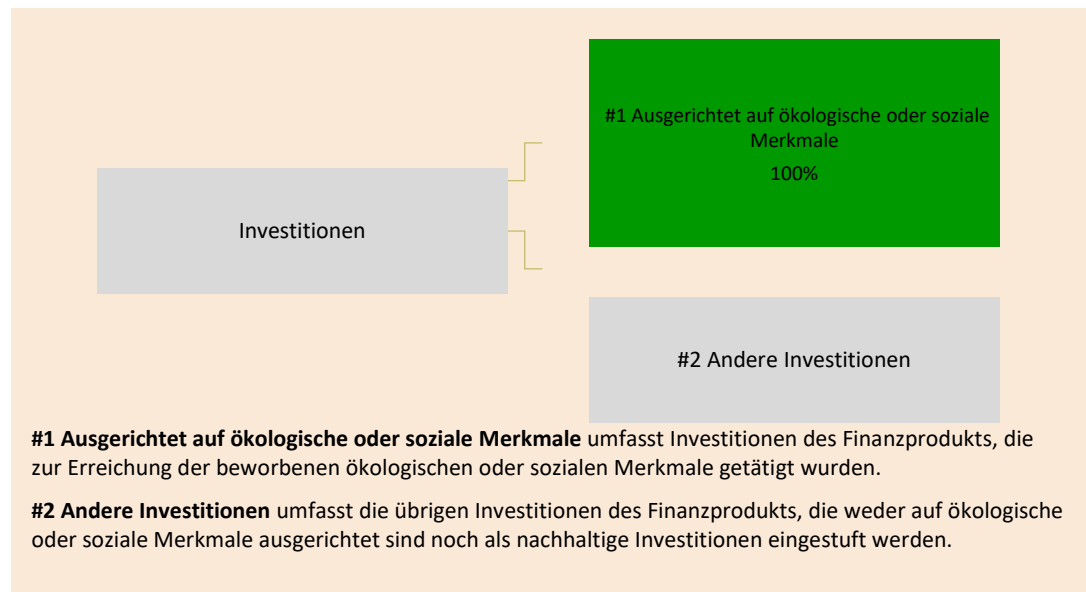 #1 Ausgerichtet auf ökologische oder soziale
Merkmale
100%
Investitionen
#2 Andere Investitionen
#1 Ausgerichtet auf ökologische oder soziale Merkmale umfasst Investitionen des Finanzprodukts, die
zur Erreichung der beworbenen ökologischen oder sozialen Merkmale getätigt wurden.
#2 Andere Investitionen umfasst die übrigen Investitionen des Finanzprodukts, die weder auf ökologische
oder soziale Merkmale ausgerichtet sind noch als nachhaltige Investitionen eingestuft werden.